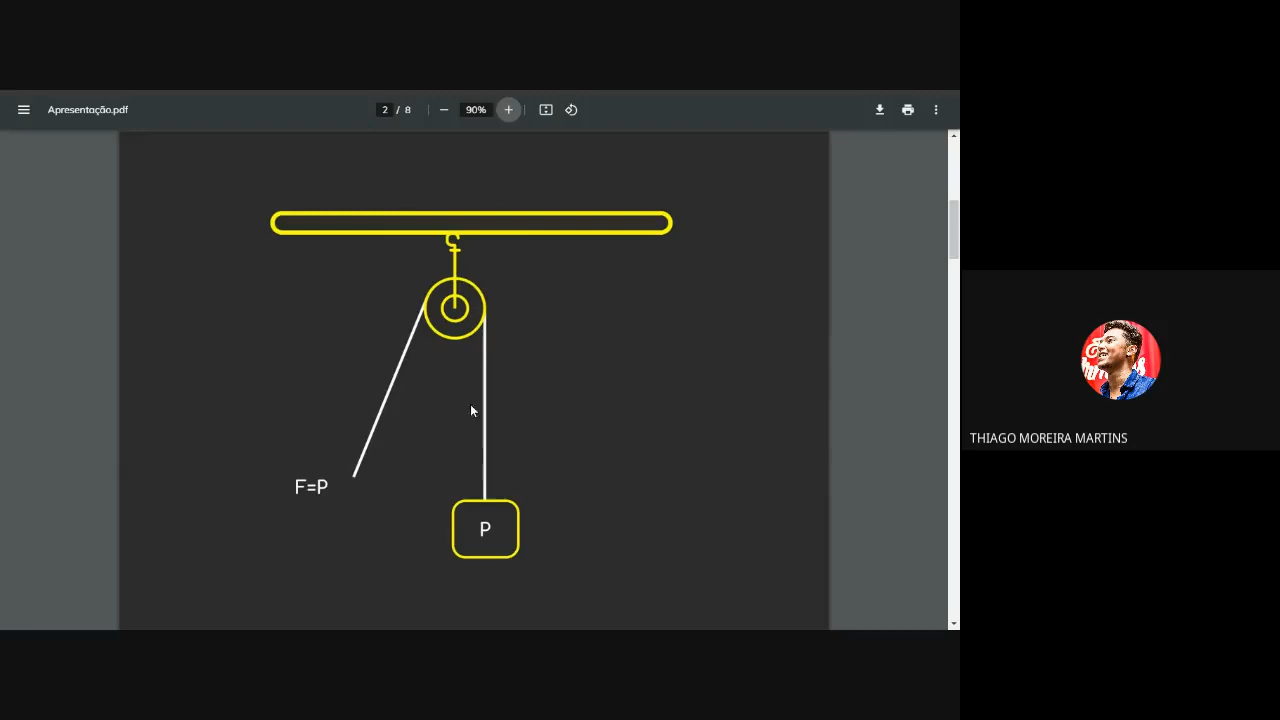 Apresentação.pdf
2 / 8
90%
F=P
P
THIAGO MOREIRA MARTINS